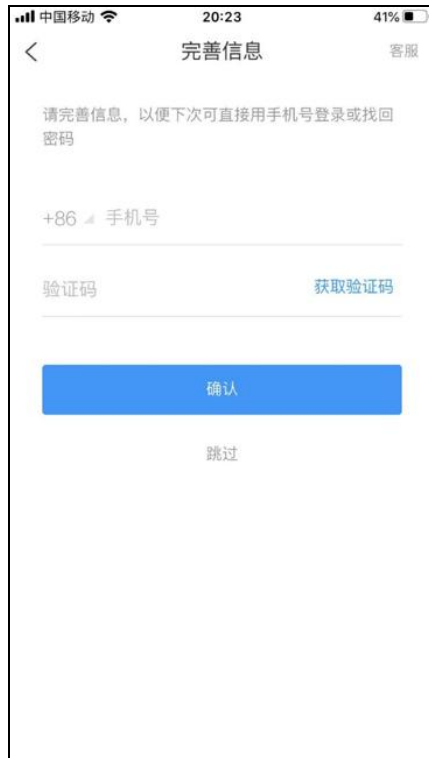 中国移动 20:23 41%
完善信息 客服
请完善信息，以便下次可直接用手机号登录或找回
密码
+86 手机号
验证码 获取验证码
确认
跳过